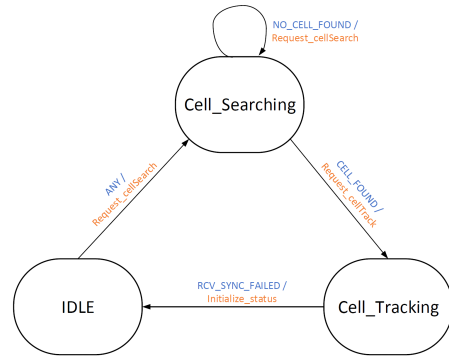 NO_CELL_FOUND /
Request_cellSearch
Cell_Searching
ANY /
Request_cellSearch
CELL_FOUND /
Request_cellTrack
RCV_SYNC_FAILED /
Initialize_status
IDLE
Cell_Tracking